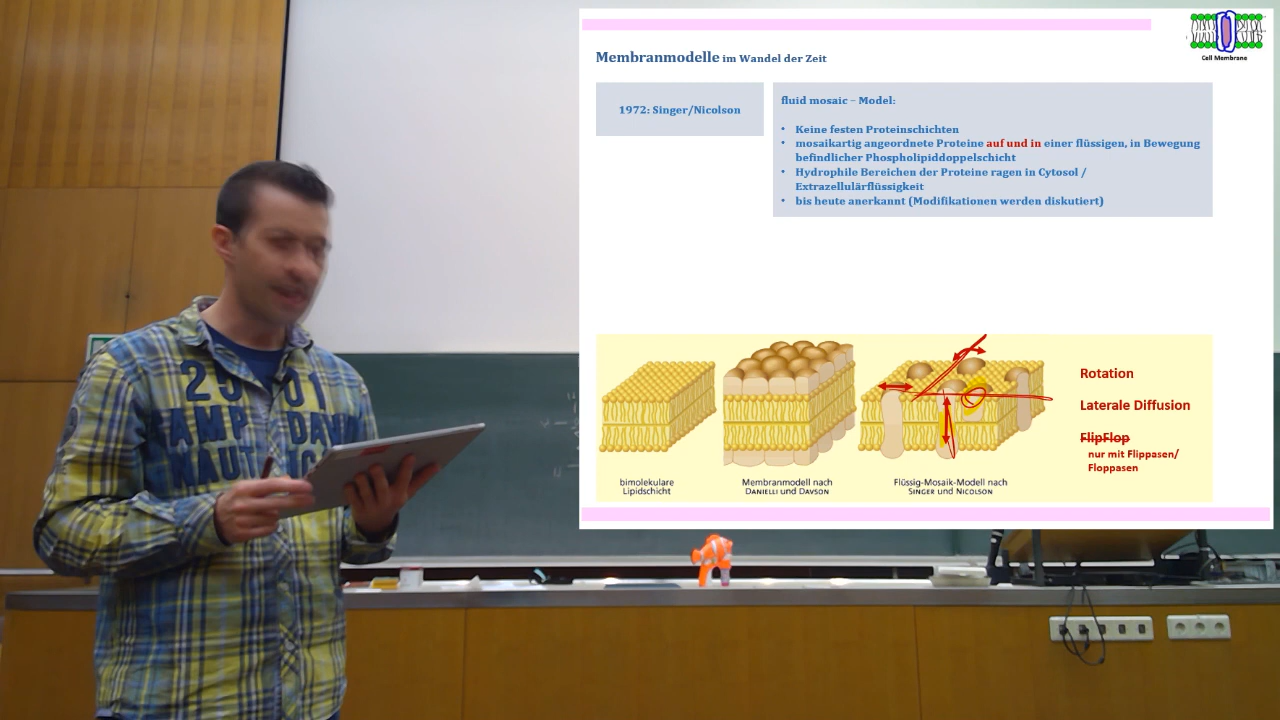 Cell Membrane
Membranmodelle im Wandel der Zeit
1972: Singer/Nicolson
fluid mosaic – Model:
• Keine festen Proteinschichten
• mosaikartig angeordnete Proteine auf und in einer flüssigen, in Bewegung
befindlicher Phospholipiddoppelschicht
• Hydrophile Bereichen der Proteine ragen in Cytosol /
Extrazellulärflüssigkeit
• bis heute anerkannt (Modifikationen werden diskutiert)
Rotation
Laterale Diffusion
FlipFlop
nur mit Flippasen/
Floppasen
bimolekulare
Lipidschicht
Membranmodell nach
DANIELLI und DAVSON
Flüssig-Mosaik-Modell nach
SINGER und NICOLSON